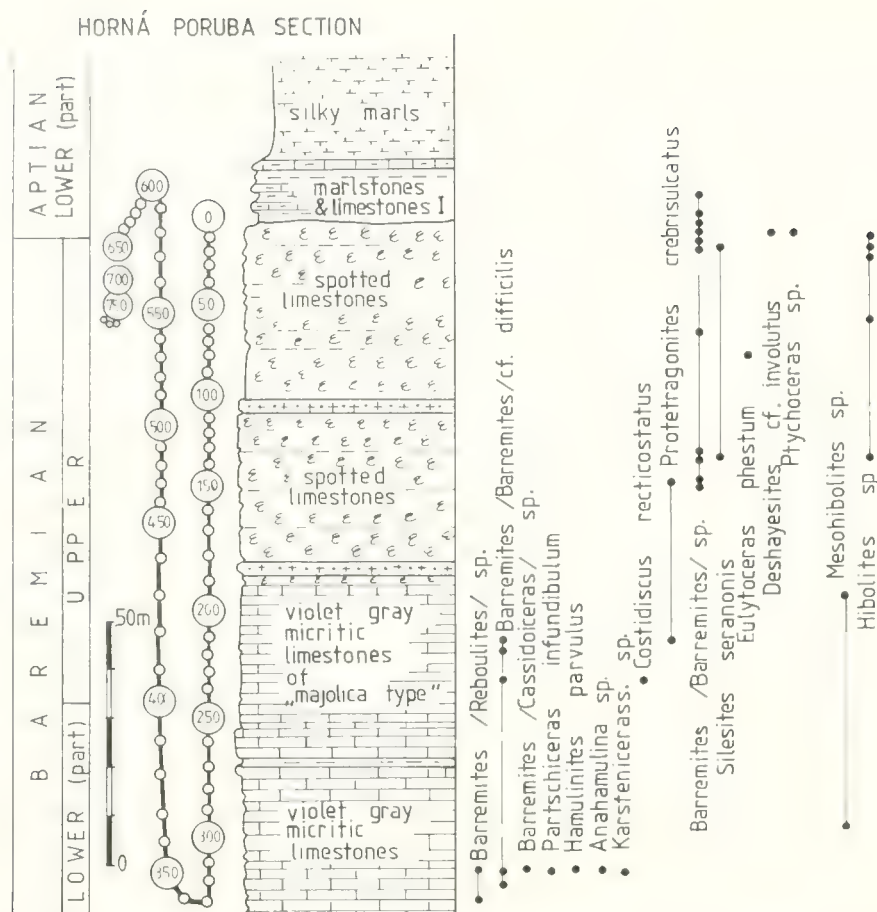 HORNÁ PORUBA SECTION
APTIAN
LOWER (part)
BARREMIAN
UPPER
LOWER (part)
50m
0
600
650
700
750
550
500
450
40
350
0
50
100
150
200
250
300
silky marls
marlstones
& limestones I
spotted
limestones
spotted
limestones
violet gray
micritic
limestones
of
„majolica type"
violet gray
micritic
limestones
Barremites /Reboulites/ sp.
Barremites /Barremites/cf. difficilis
Barremites /Cassidoiceras/ sp.
Partschiceras infundibulum
Hamulinites parvulus
Anahamulina sp.
Karstenicerass. sp.
Costidiscus recticostatus
Protetragonites crebrisulcatus
Barremites /Barremites/ sp.
Silesites seranonis
Eulytoceras phestum
Deshayesites cf. involutus
Ptychoceras sp.
Mesohibolites sp.
Hibolites sp